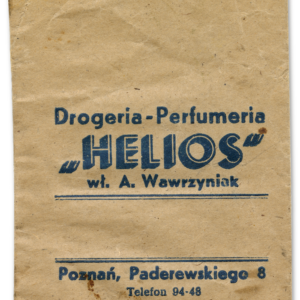 Drogeria-Perfumeria
„HELIOS"
wł. A. Wawrzyniak
Poznań, Paderewskiego 8
Telefon 94-48